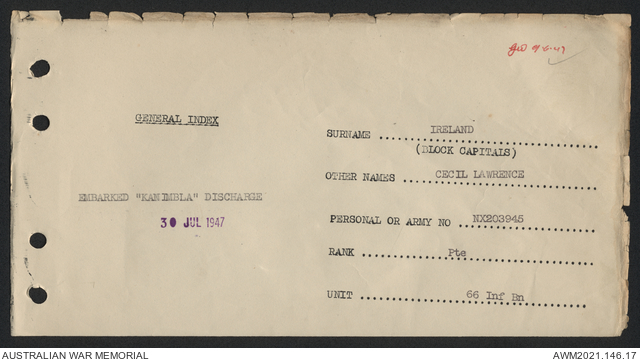 GENERAL INDEX
EMBARKED "KANIMBLA" DISCHARGE
30 JUL 1947
SURNAME IRELAND
(BLOCK CAPITALS)
OTHER NAMES CECIL LAWRENCE
PERSONAL OR ARMY NO NX203945
RANK Pte
UNIT 66 Inf Bn
AUSTRALIAN WAR MEMORIAL
AWM2021.146.17